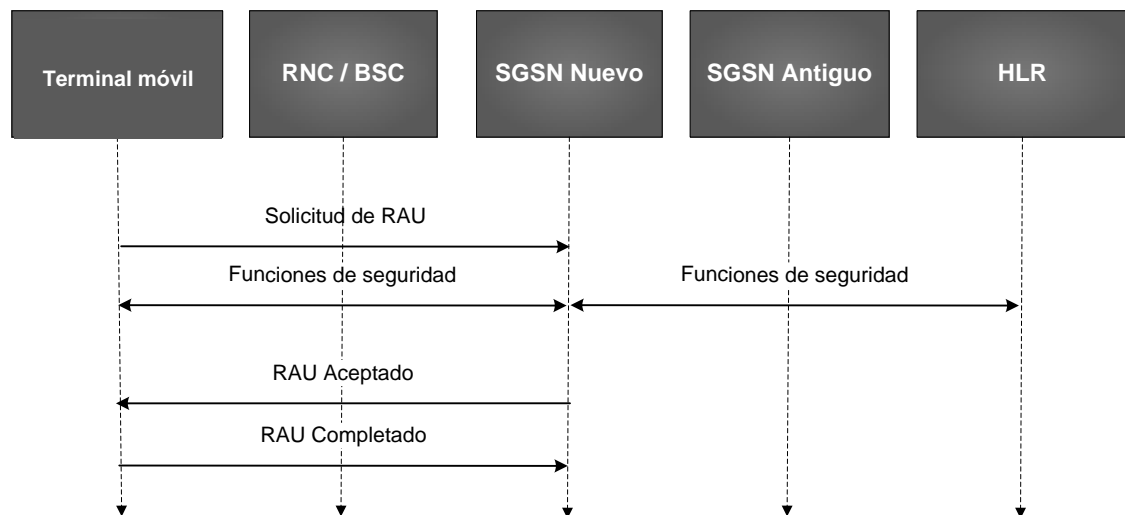 Terminal móvil
RNC / BSC
SGSN Nuevo
SGSN Antiguo
HLR
Solicitud de RAU
Funciones de seguridad
Funciones de seguridad
RAU Aceptado
RAU Completado